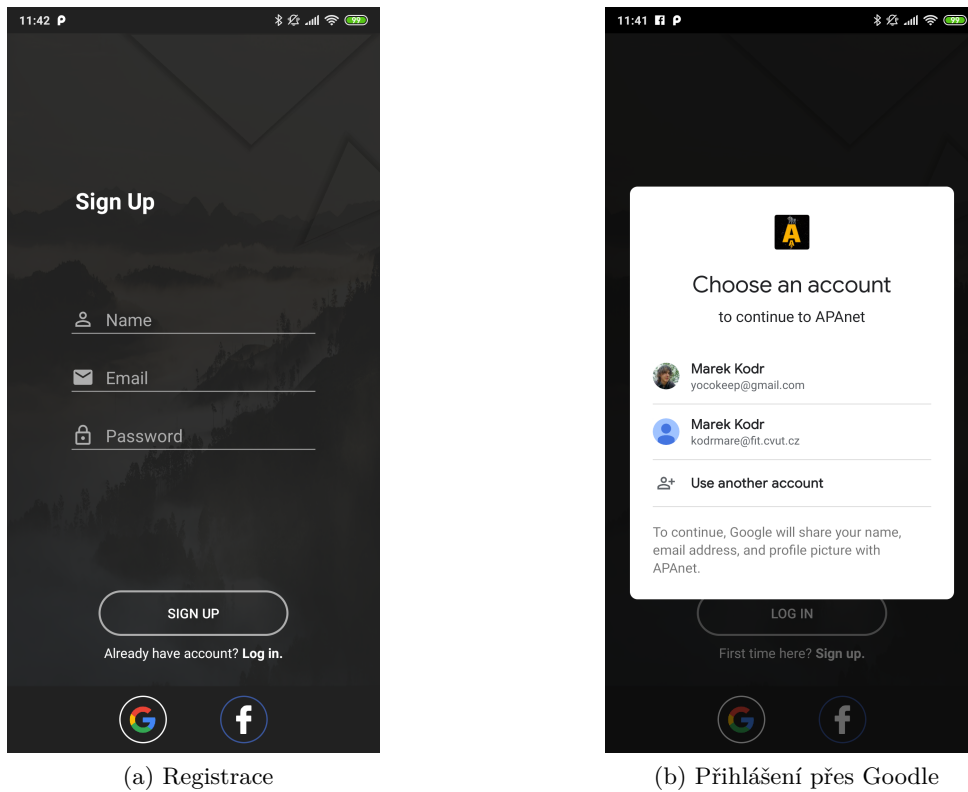 11:42
99
Sign Up
Name
Email
Password
SIGN UP
Already have account? Log in.
(a) Registrace
11:41
99
A
Choose an account
to continue to APAnet
Marek Kodr
yocokeep@gmail.com
Marek Kodr
kodrmare@fit.cvut.cz
Use another account
To continue, Google will share your name,
email address, and profile picture with
APAnet.
LOG IN
First time here? Sign up.
(b) Přihlášení přes Goodle